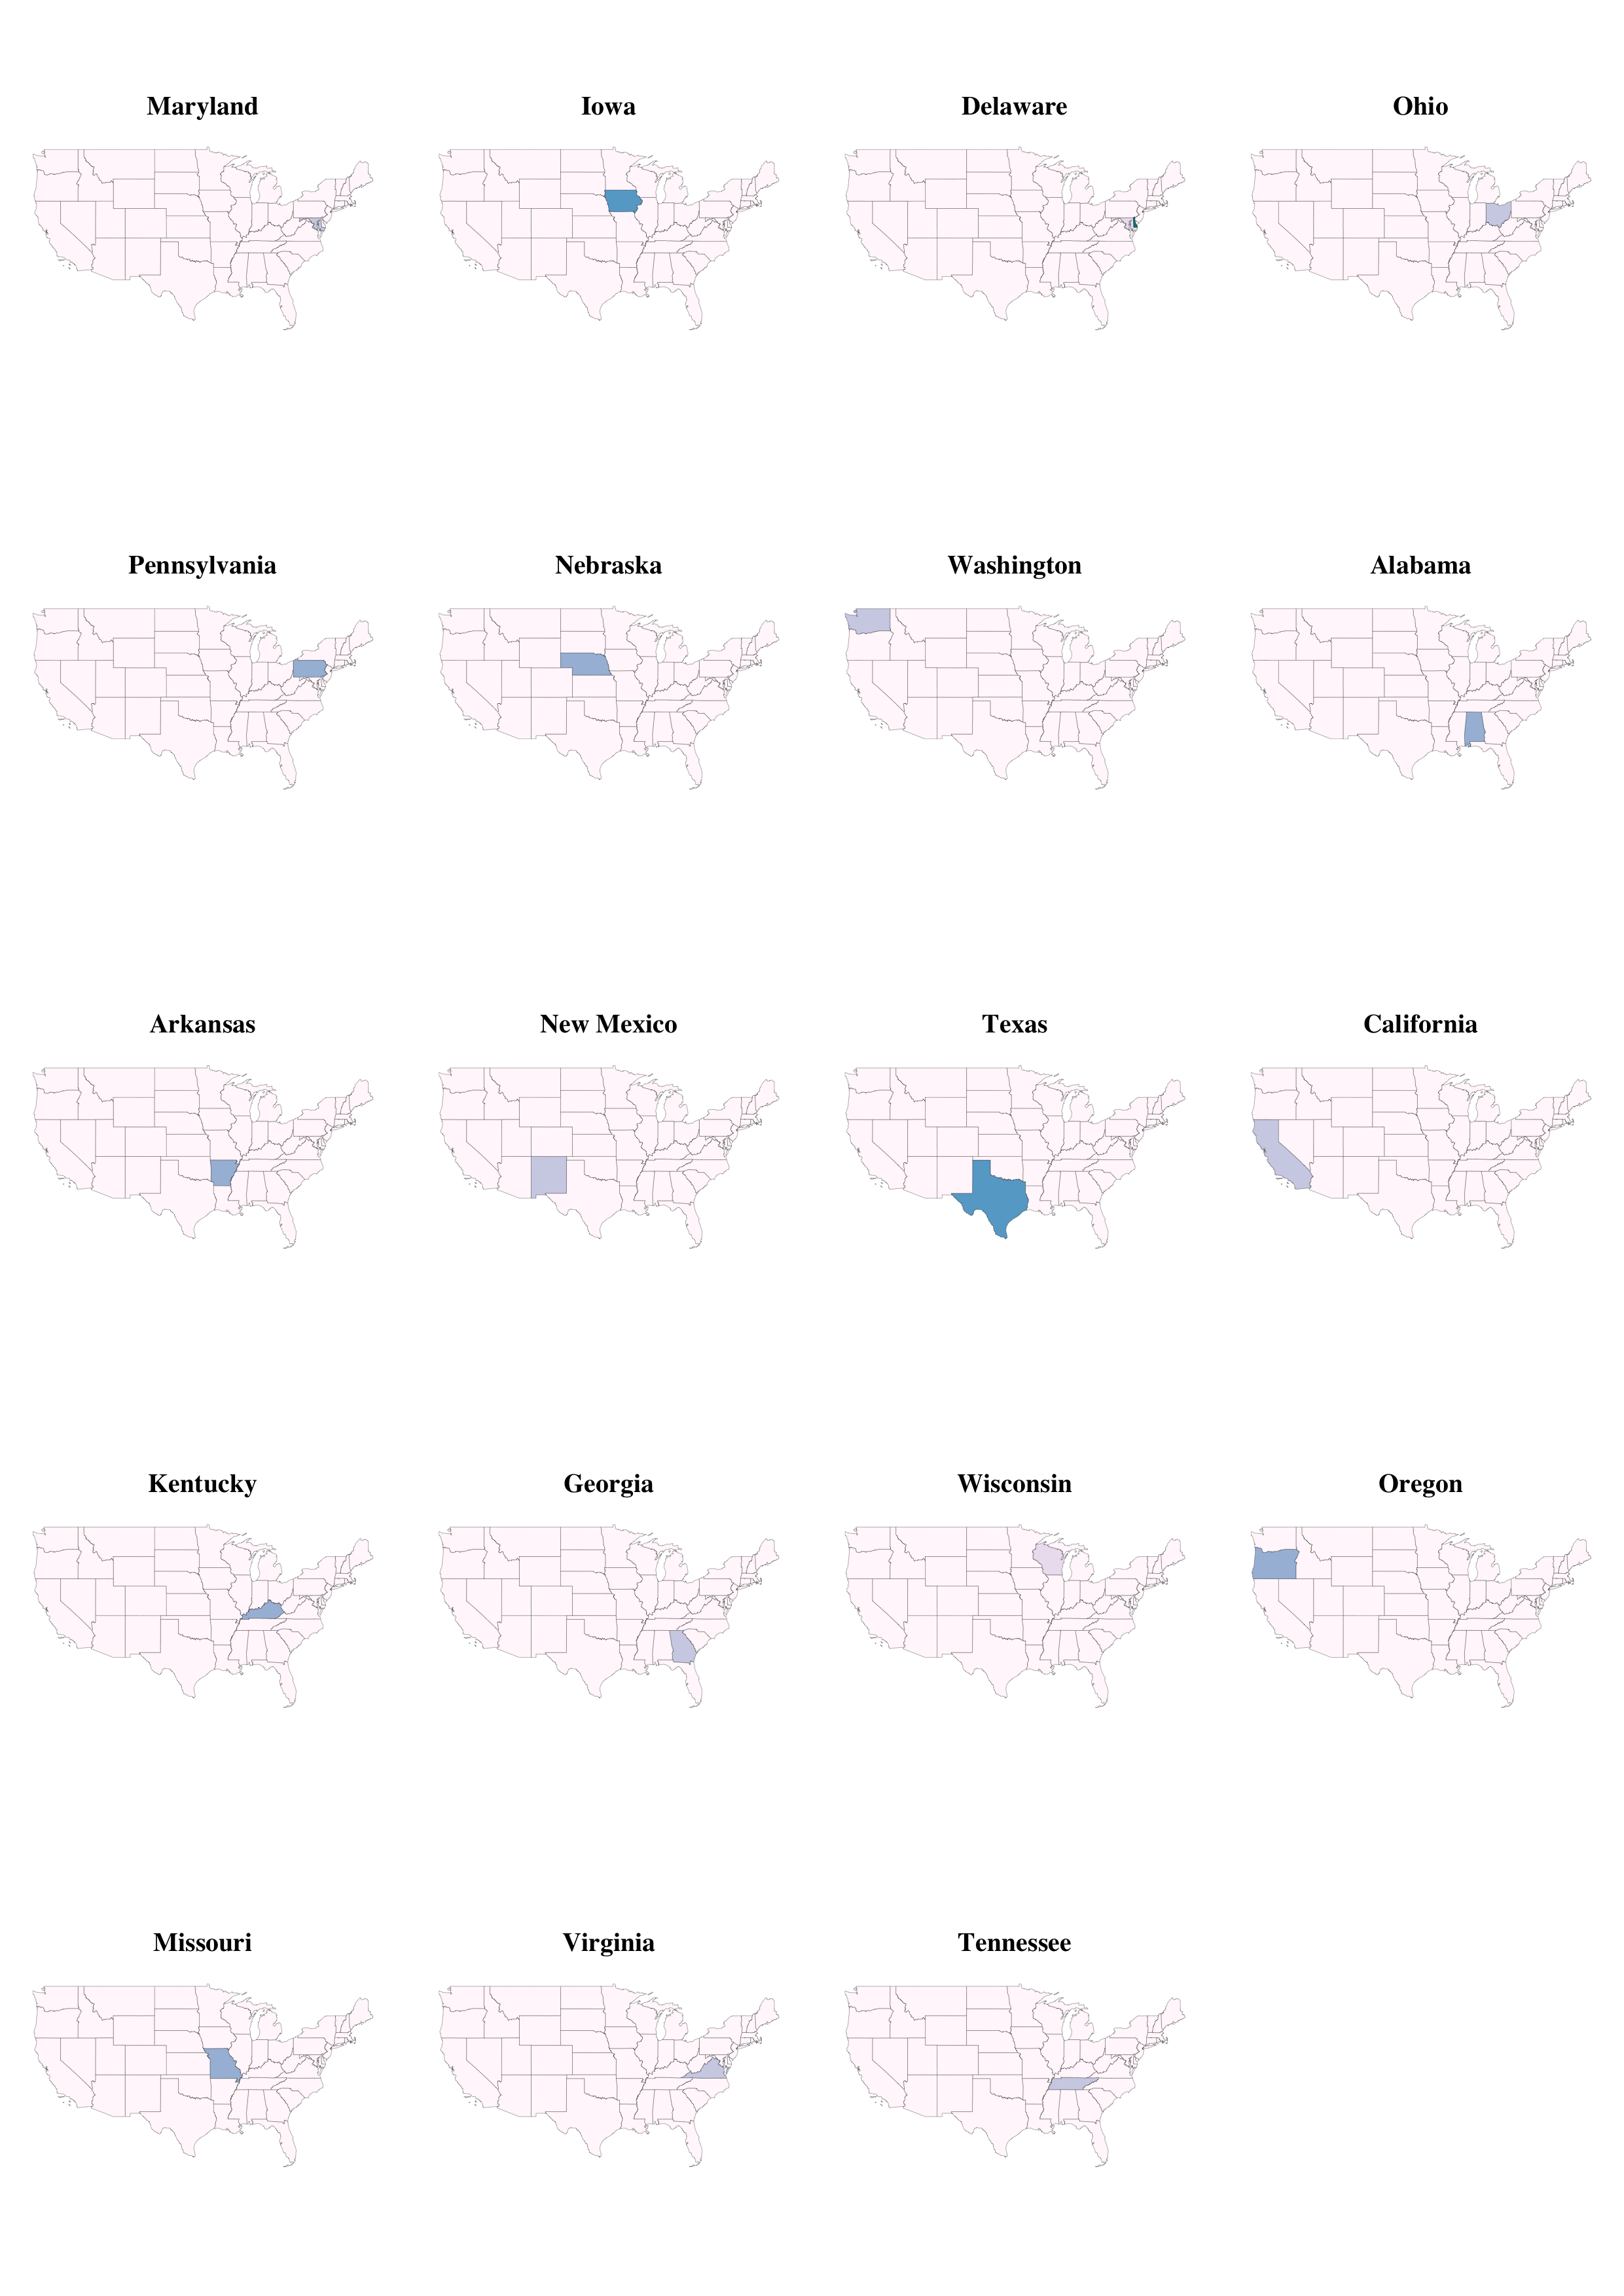 Maryland
Iowa
Delaware
Ohio
Pennsylvania
Nebraska
Washington
Alabama
Arkansas
New Mexico
Texas
California
Kentucky
Georgia
Wisconsin
Oregon
Missouri
Virginia
Tennessee